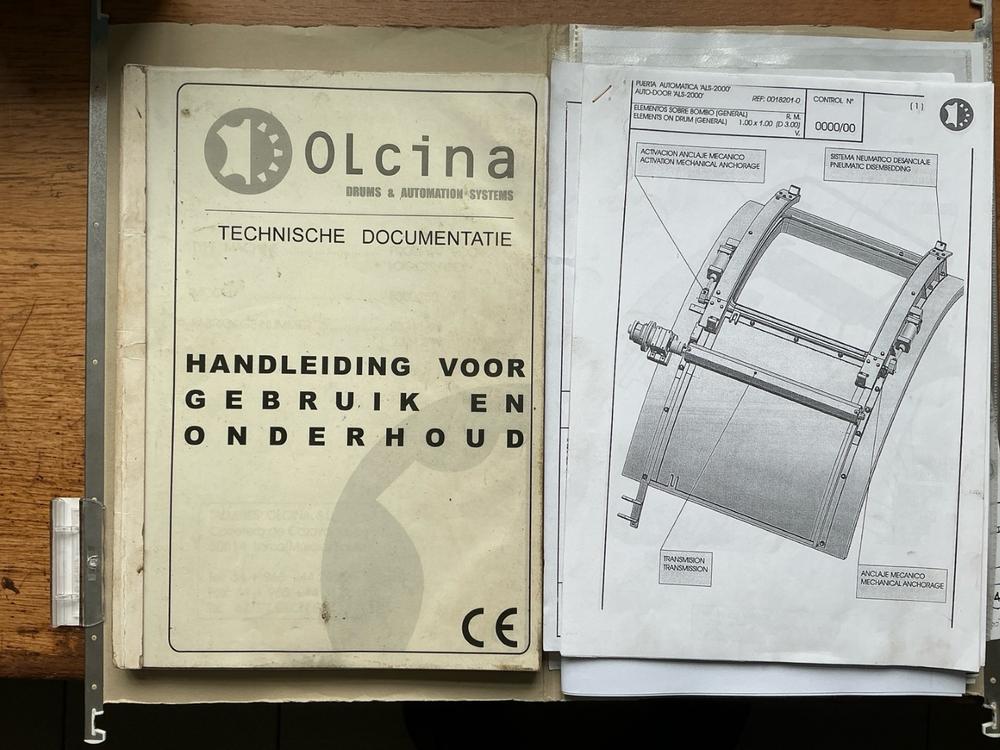 OLcina
DRUMS & AUTOMATION SYSTEMS
TECHNISCHE DOCUMENTATIE
HANDLEIDING VOOR
GEBRUIK EN
ONDERHOUD
CE
PUERTA AUTOMATICA 'ALS-2000'
AUTO-DOOR 'ALS-2000'
REF: 0018201-0
ELEMENTOS SOBRE BOMBO (GENERAL)
ELEMENTS ON DRUM (GENERAL)
R. M.
1.00 x 1.00 (D 3.00)
V.
CONTROL Nº
0000/00
(1)
ACTIVACION ANCLAJE MECANICO
ACTIVATION MECHANICAL ANCHORAGE
SISTEMA NEUMATICO DESANCLAJE
PNEUMATIC DISEMBEDDING
TRANSMISION
TRANSMISSION
ANCLAJE MECANICO
MECHANICAL ANCHORAGE